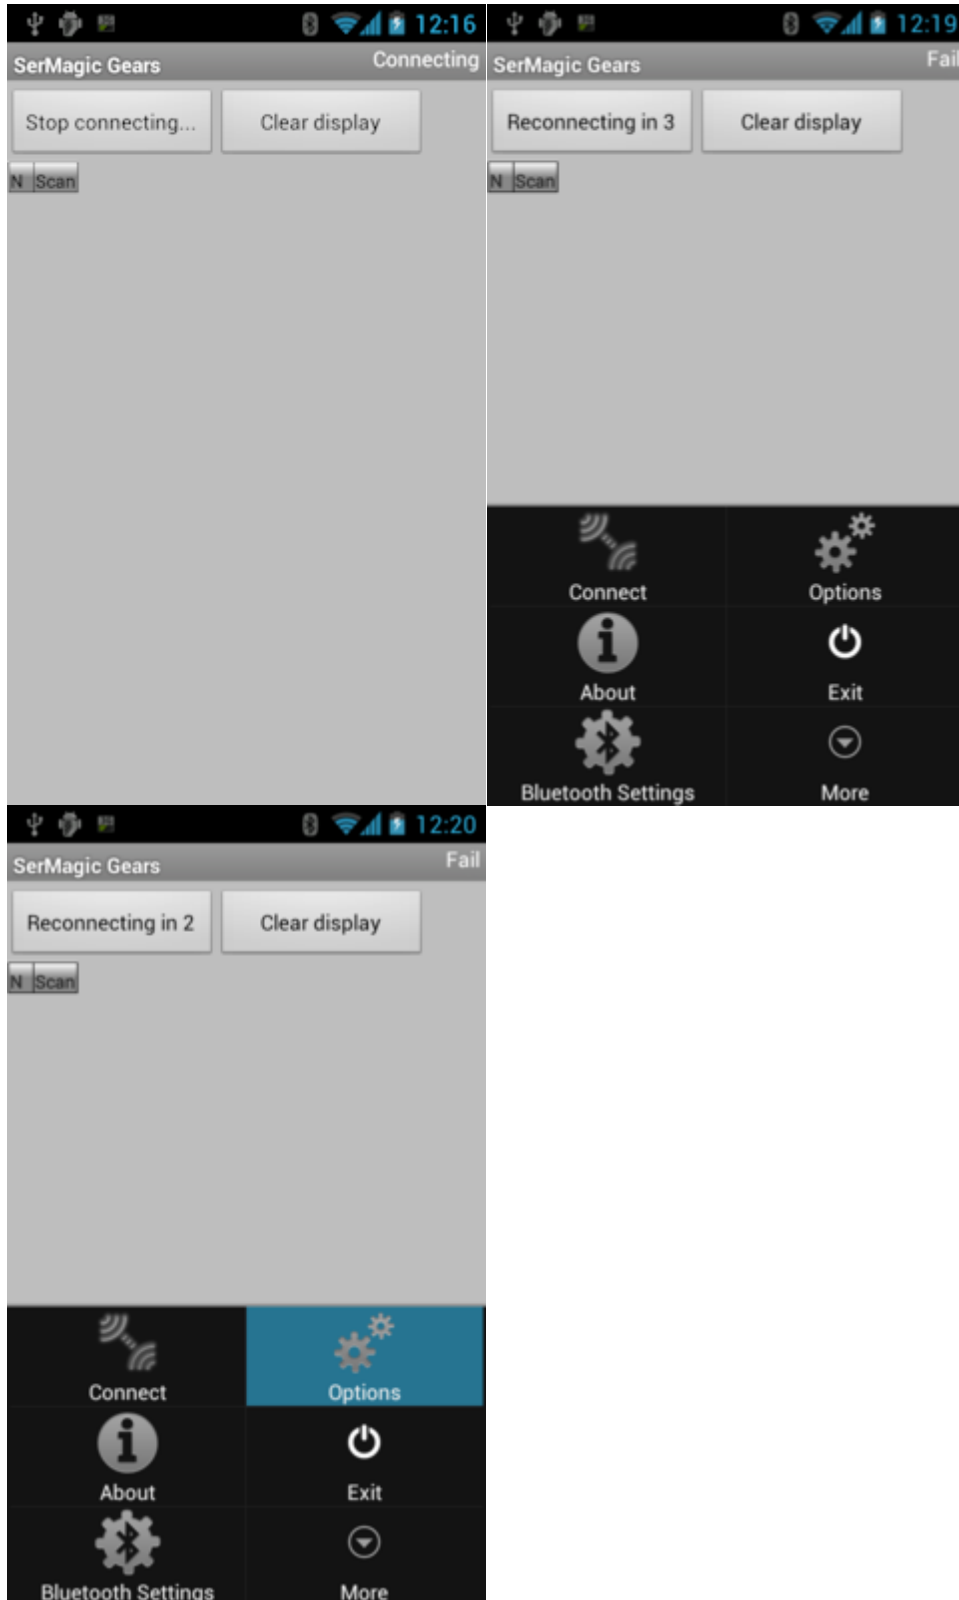 12:16
SerMagic Gears Connecting
Stop connecting... Clear display
N Scan
12:19
SerMagic Gears Fail
Reconnecting in 3 Clear display
N Scan
Connect Options
About Exit
Bluetooth Settings More
12:20
SerMagic Gears Fail
Reconnecting in 2 Clear display
N Scan
Connect Options
About Exit
Bluetooth Settings More